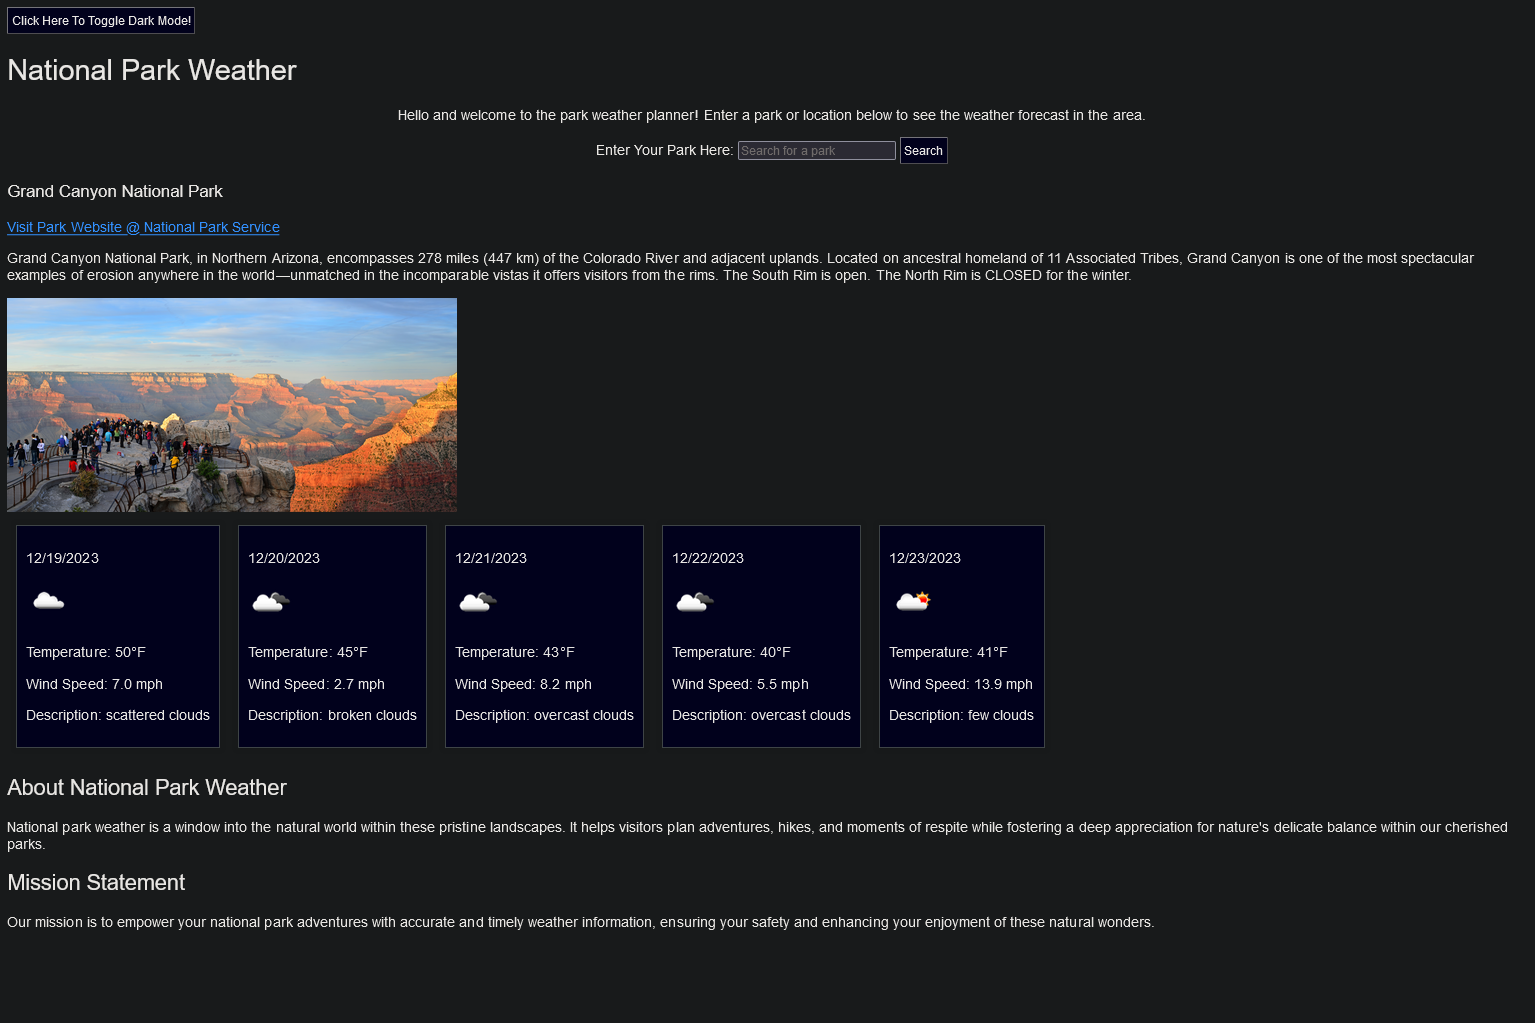 Click Here To Toggle Dark Mode!
National Park Weather
Hello and welcome to the park weather planner! Enter a park or location below to see the weather forecast in the area.
Enter Your Park Here: Search for a park Search
Grand Canyon National Park
Visit Park Website @ National Park Service
Grand Canyon National Park, in Northern Arizona, encompasses 278 miles (447 km) of the Colorado River and adjacent uplands. Located on ancestral homeland of 11 Associated Tribes, Grand Canyon is one of the most spectacular
examples of erosion anywhere in the world—unmatched in the incomparable vistas it offers visitors from the rims. The South Rim is open. The North Rim is CLOSED for the winter.
12/19/2023
Temperature: 50°F
Wind Speed: 7.0 mph
Description: scattered clouds
12/20/2023
Temperature: 45°F
Wind Speed: 2.7 mph
Description: broken clouds
12/21/2023
Temperature: 43°F
Wind Speed: 8.2 mph
Description: overcast clouds
12/22/2023
Temperature: 40°F
Wind Speed: 5.5 mph
Description: overcast clouds
12/23/2023
Temperature: 41°F
Wind Speed: 13.9 mph
Description: few clouds
About National Park Weather
National park weather is a window into the natural world within these pristine landscapes. It helps visitors plan adventures, hikes, and moments of respite while fostering a deep appreciation for nature's delicate balance within our cherished
parks.
Mission Statement
Our mission is to empower your national park adventures with accurate and timely weather information, ensuring your safety and enhancing your enjoyment of these natural wonders.